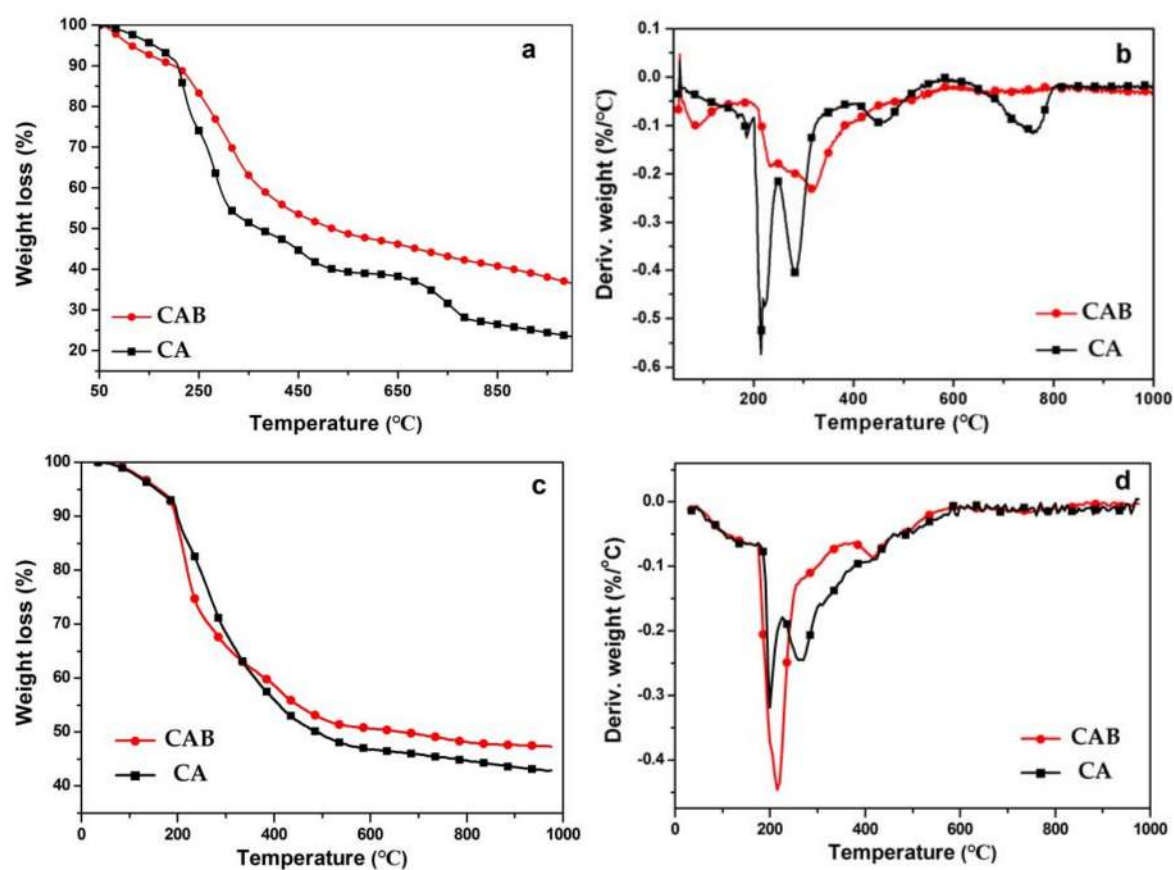 a
Weight loss (%)
100
90
80
70
60
50
40
30
20
CAB
CA
50 250 450 650 850
Temperature (°C)
b
Deriv. weight (%/°C)
0.0
-0.1
-0.2
-0.3
-0.4
-0.5
-0.6
CAB
CA
200 400 600 800 1000
Temperature (°C)
c
Weight loss (%)
100
90
80
70
60
50
40
CAB
CA
0 200 400 600 800 1000
Temperature (°C)
d
Deriv. weight (%/°C)
0.0
-0.1
-0.2
-0.3
-0.4
CAB
CA
0 200 400 600 800 1000
Temperature (°C)